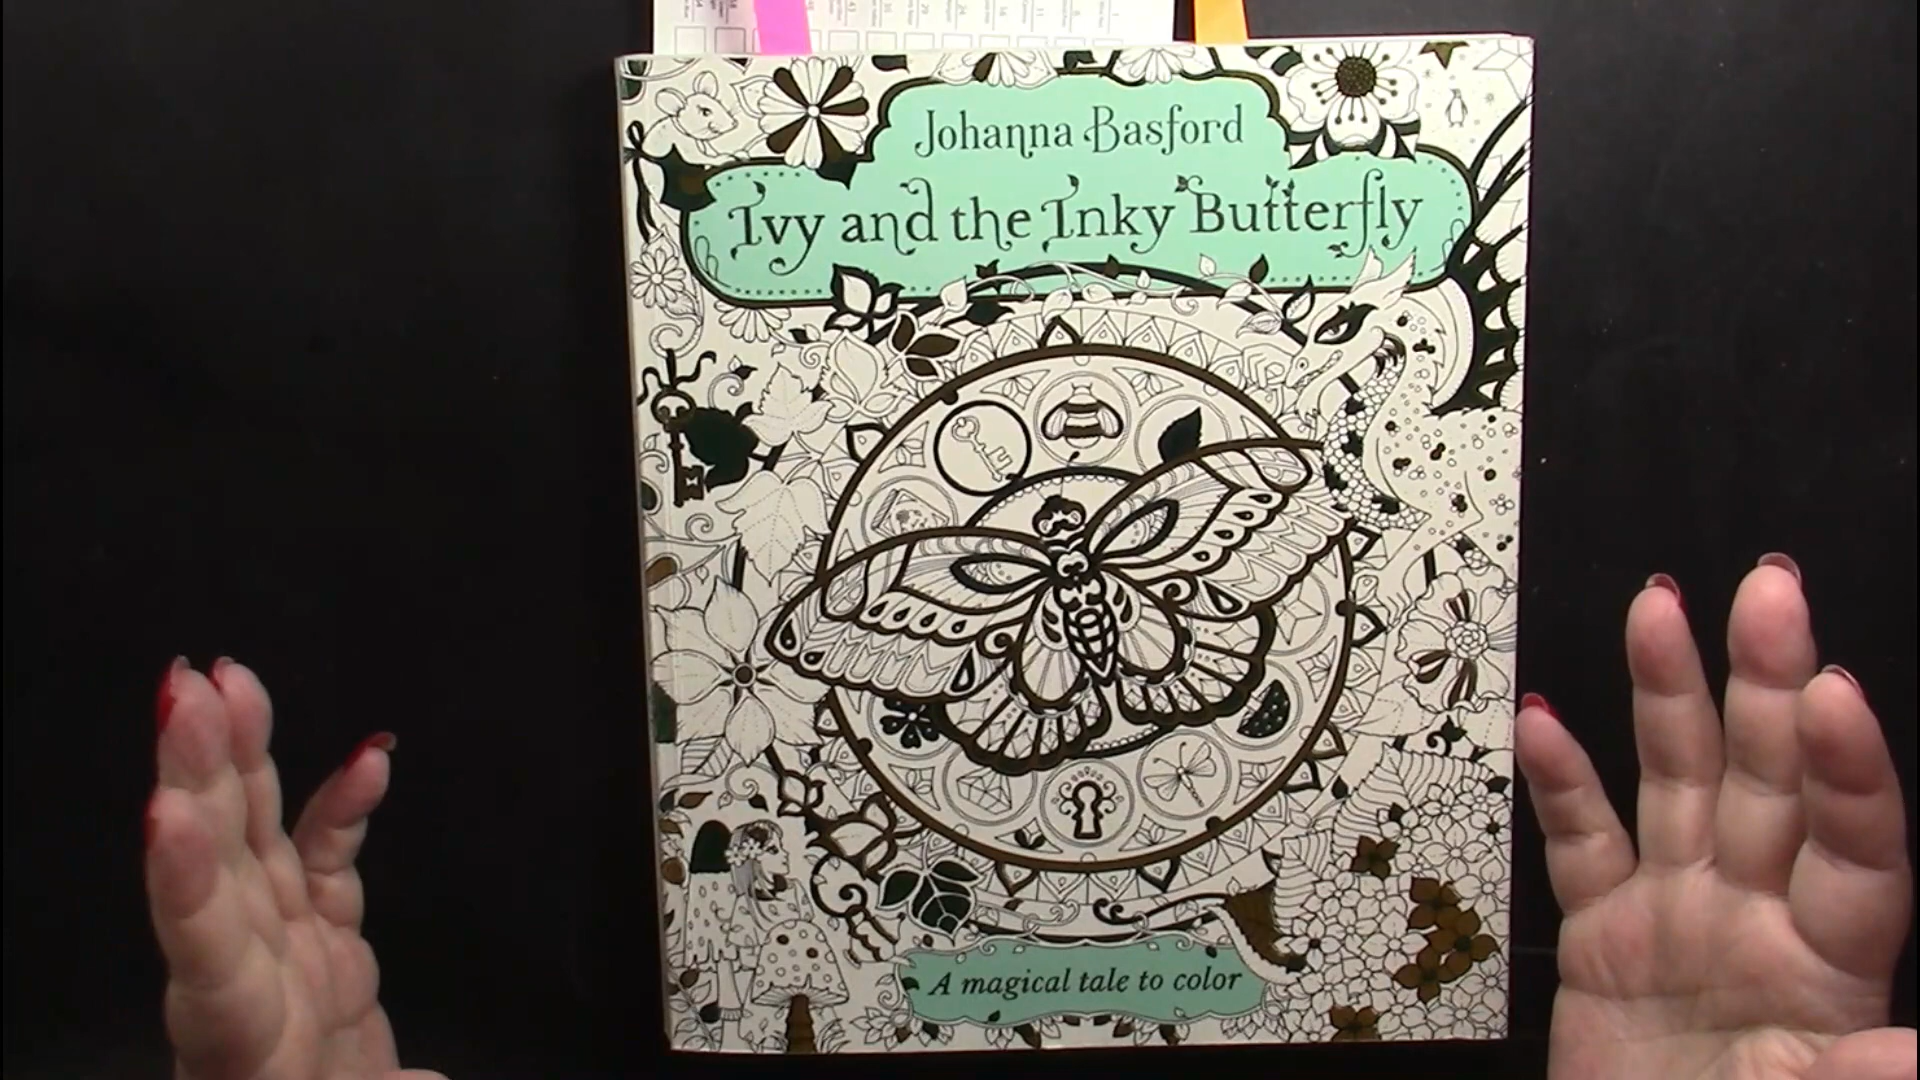 Johanna Basford
Ivy and the Inky Butterfly
A magical tale to color